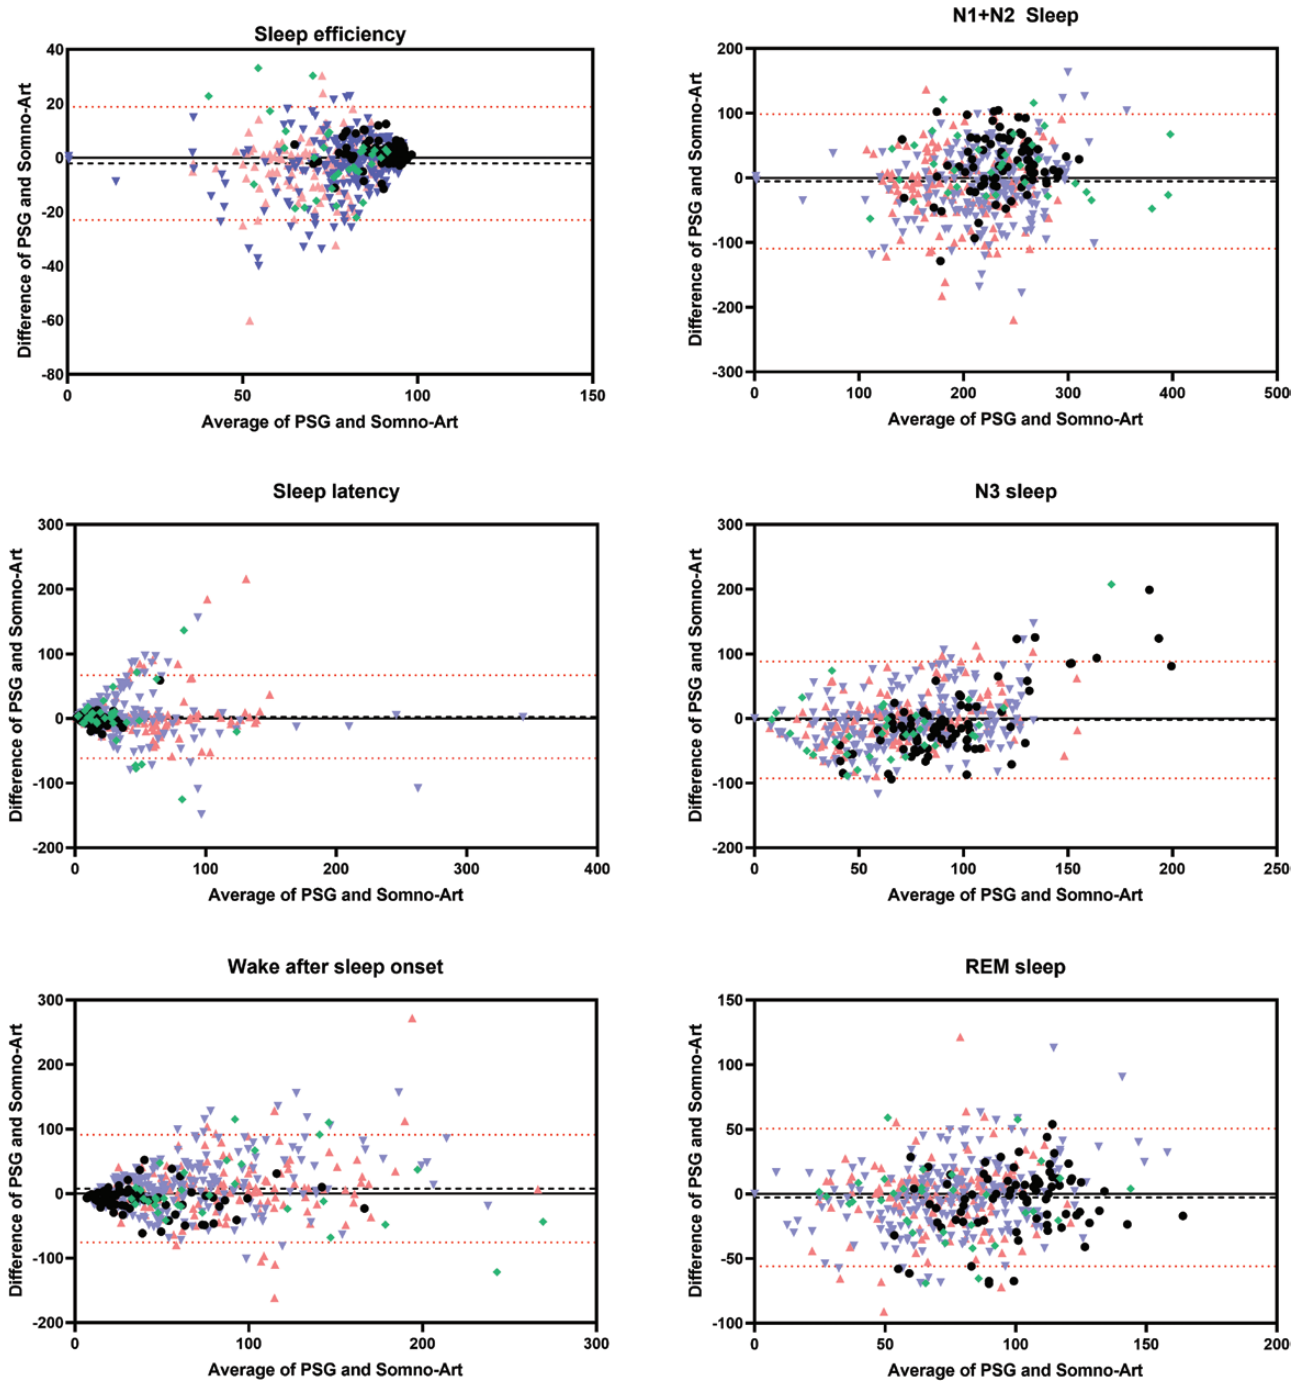 Sleep efficiency
Difference of PSG and Somno-Art
40
20
0
-20
-40
-60
-80
0 50 100 150
Average of PSG and Somno-Art
N1+N2 Sleep
Difference of PSG and Somno-Art
200
100
0
-100
-200
-300
0 100 200 300 400 500
Average of PSG and Somno-Art
Sleep latency
Difference of PSG and Somno-Art
300
200
100
0
-100
-200
0 100 200 300 400
Average of PSG and Somno-Art
N3 sleep
Difference of PSG and Somno-Art
300
200
100
0
-100
-200
0 50 100 150 200 250
Average of PSG and Somno-Art
Wake after sleep onset
Difference of PSG and Somno-Art
300
200
100
0
-100
-200
0 100 200 300
Average of PSG and Somno-Art
REM sleep
Difference of PSG and Somno-Art
150
100
50
0
-50
-100
0 50 100 150 200
Average of PSG and Somno-Art